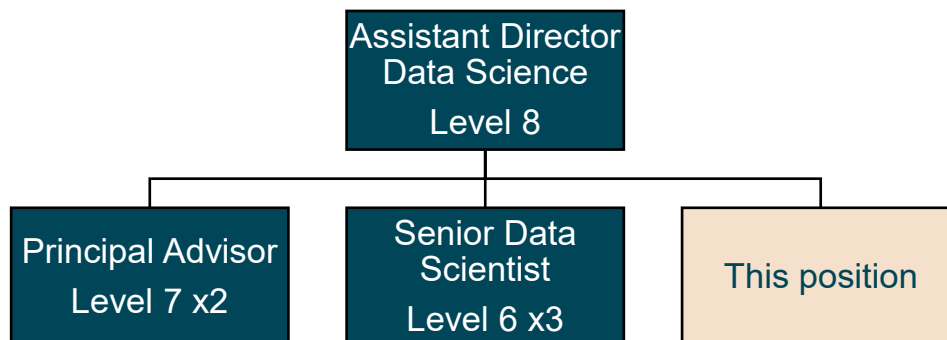 Assistant Director
Data Science
Level 8
Principal Advisor
Level 7 x2
Senior Data
Scientist
Level 6 x3
This position